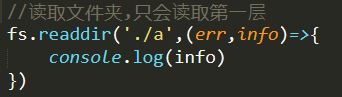 //读取文件夹,只会读取第一层
fs.readdir('./a',(err,info)=>{
    console.log(info)
})